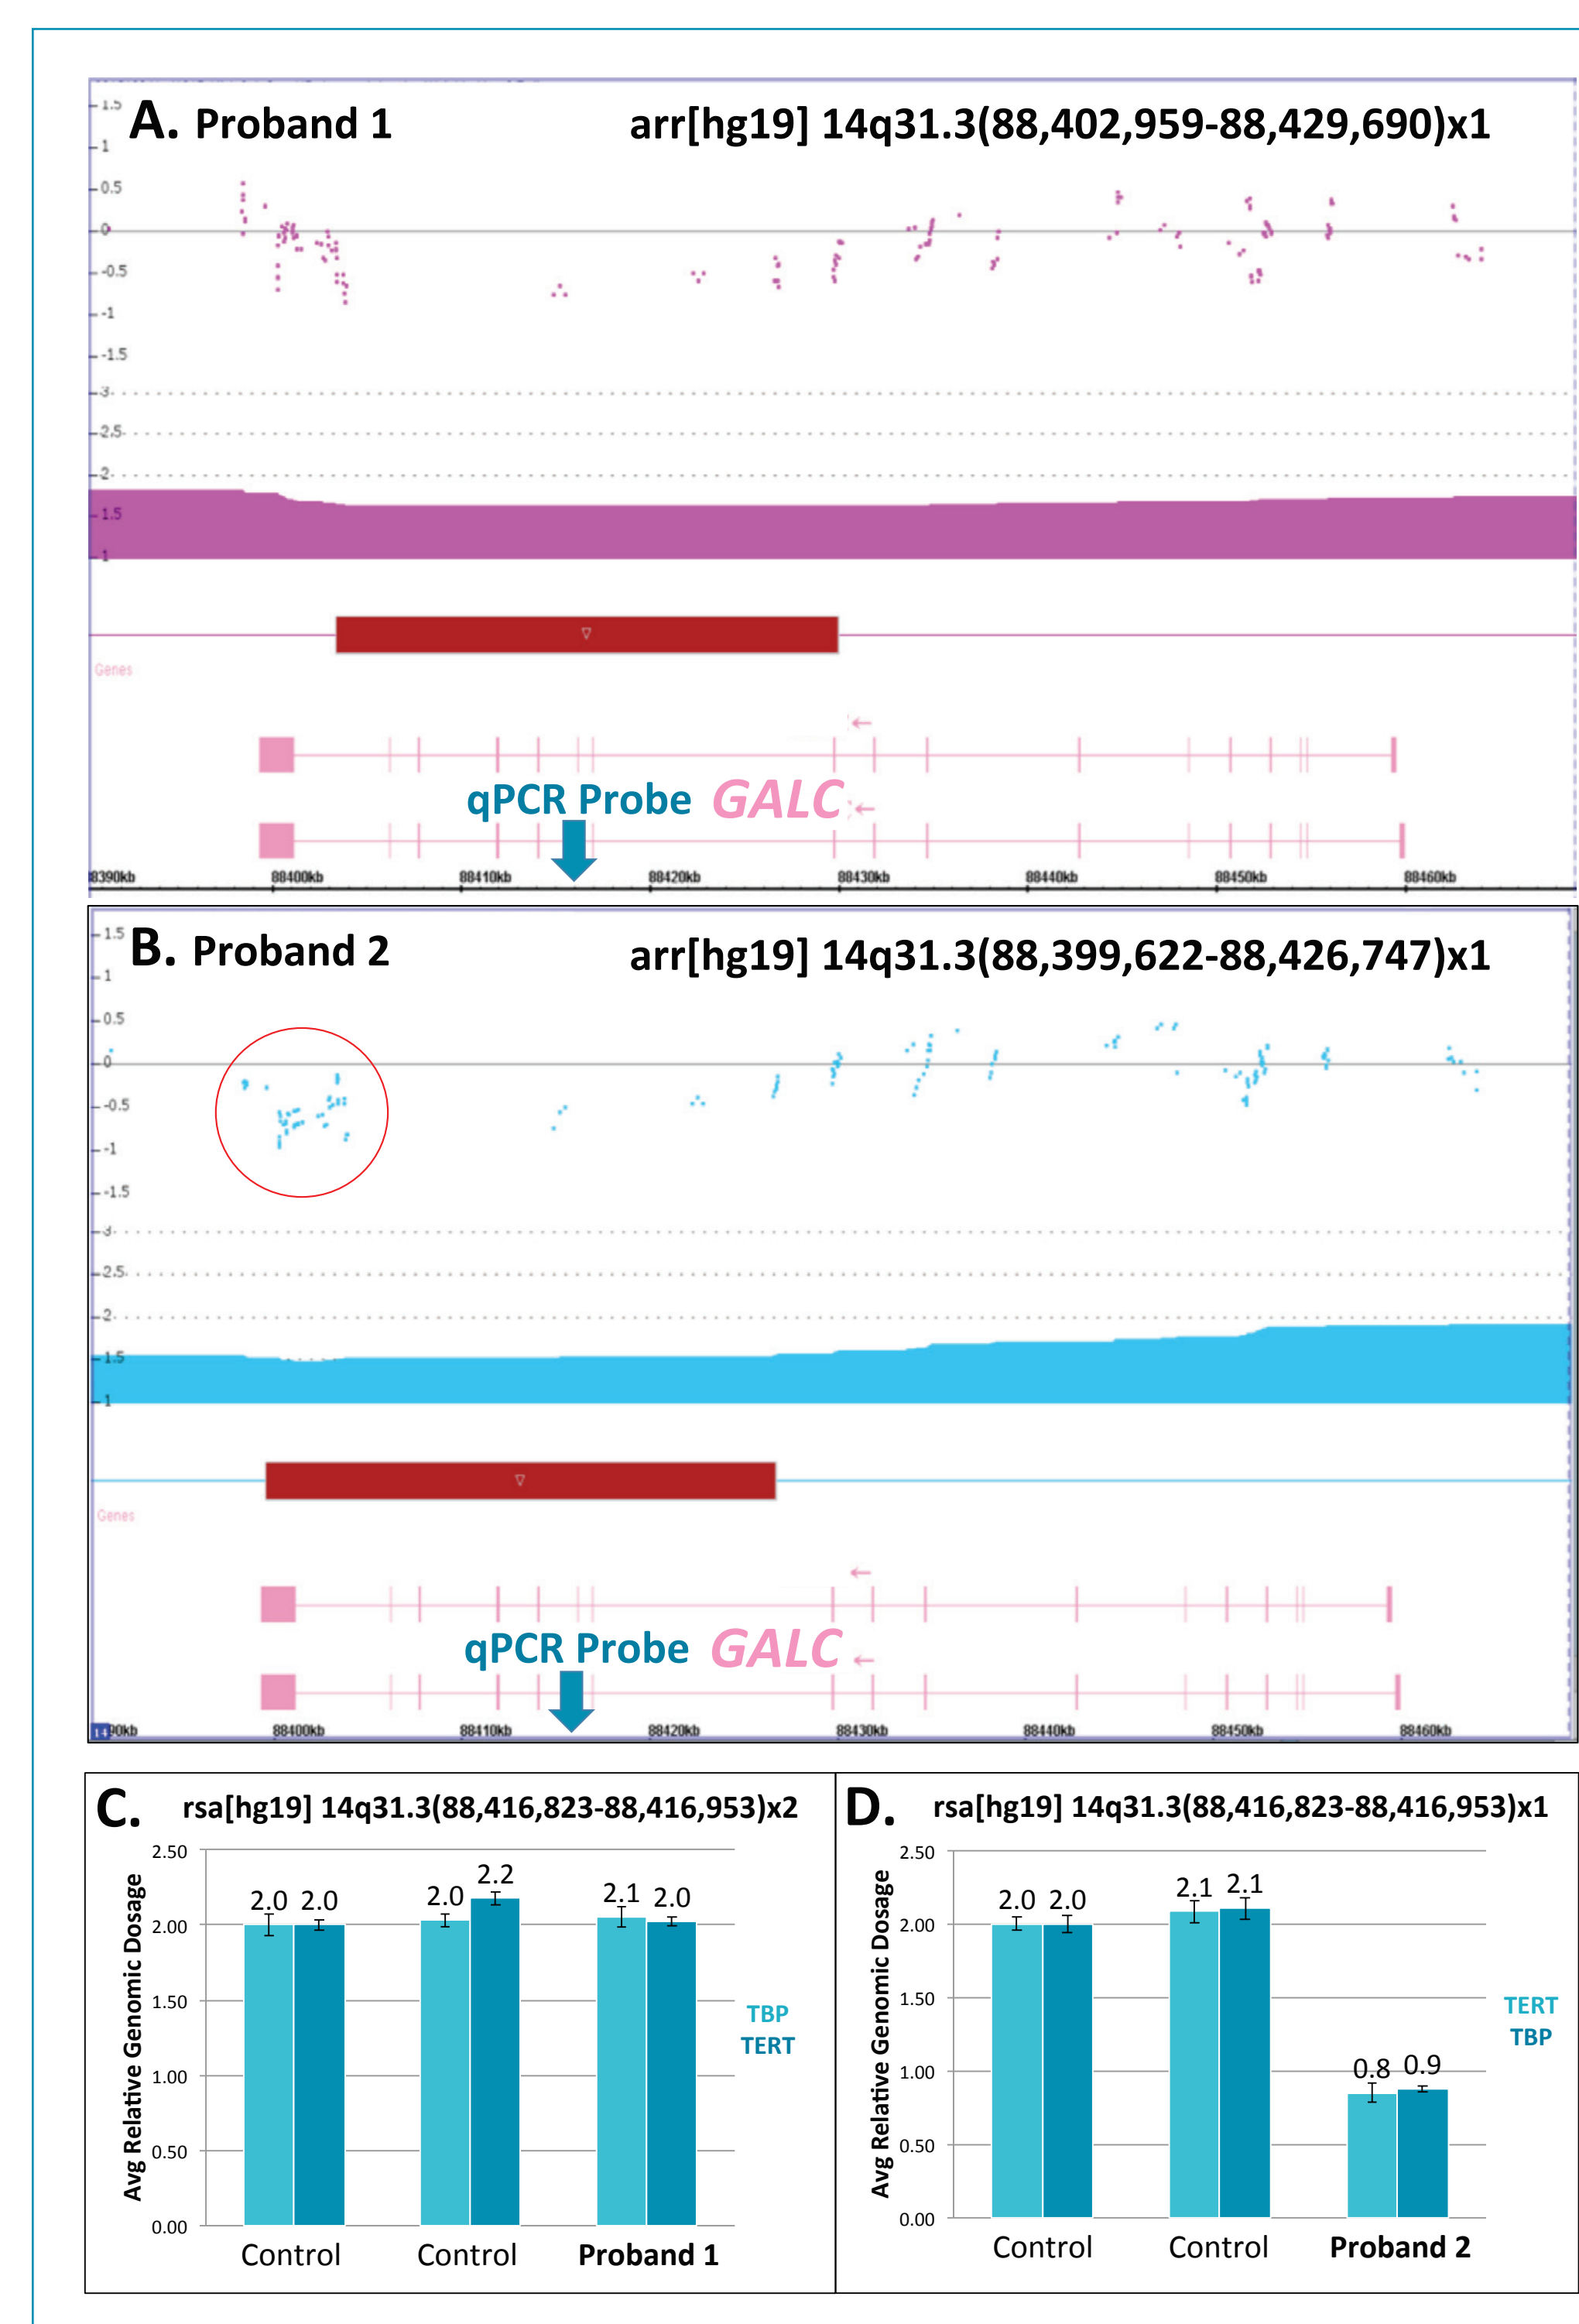 A. Proband 1 arr[hg19] 14q31.3(88,402,959-88,429,690)x1
1.5
1
0.5
0
-0.5
-1
-1.5
3
2.5
2
1.5
1
Genes
qPCR Probe GALC
8390kb 88400kb 88410kb 88420kb 88430kb 88440kb 88450kb 88460kb
B. Proband 2 arr[hg19] 14q31.3(88,399,622-88,426,747)x1
1.5
1
0.5
0
-0.5
-1
-1.5
3
2.5
2
1.5
1
Genes
qPCR Probe GALC
14 90kb 88400kb 88410kb 88420kb 88430kb 88440kb 88450kb 88460kb
C. rsa[hg19] 14q31.3(88,416,823-88,416,953)x2
Avg Relative Genomic Dosage
2.50
2.00
1.50
1.00
0.50
0.00
2.0 2.0 2.0 2.2 2.1 2.0
TBP
TERT
Control Control Proband 1
D. rsa[hg19] 14q31.3(88,416,823-88,416,953)x1
Avg Relative Genomic Dosage
2.50
2.00
1.50
1.00
0.50
0.00
2.0 2.0 2.1 2.1 0.8 0.9
TERT
TBP
Control Control Proband 2